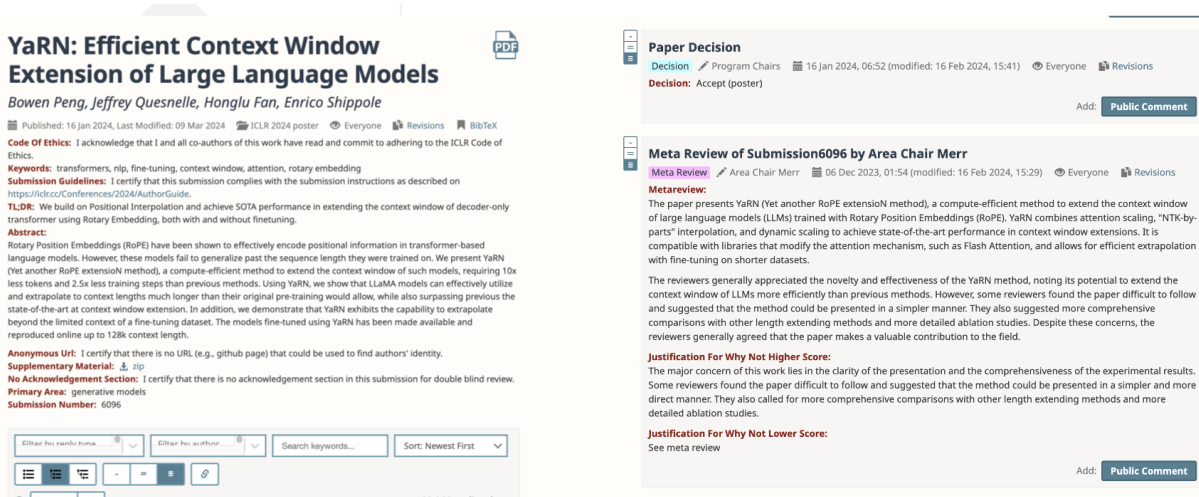 YaRN: Efficient Context Window
Extension of Large Language Models
PDF
Bowen Peng, Jeffrey Quesnelle, Honglu Fan, Enrico Shippole
Published: 16 Jan 2024, Last Modified: 09 Mar 2024 ICLR 2024 poster Everyone Revisions BibTeX
Code Of Ethics: I acknowledge that I and all co-authors of this work have read and commit to adhering to the ICLR Code of
Ethics.
Keywords: transformers, nlp, fine-tuning, context window, attention, rotary embedding
Submission Guidelines: I certify that this submission complies with the submission instructions as described on
https://iclr.cc/Conferences/2024/AuthorGuide.
TL;DR: We build on Positional Interpolation and achieve SOTA performance in extending the context window of decoder-only
transformer using Rotary Embedding, both with and without finetuning.
Abstract:
Rotary Position Embeddings (RoPE) have been shown to effectively encode positional information in transformer-based
language models. However, these models fail to generalize past the sequence length they were trained on. We present YaRN
(Yet another RoPE extensioN method), a compute-efficient method to extend the context window of such models, requiring 10x
less tokens and 2.5x less training steps than previous methods. Using YaRN, we show that LLaMA models can effectively utilize
and extrapolate to context lengths much longer than their original pre-training would allow, while also surpassing previous the
state-of-the-art at context window extension. In addition, we demonstrate that YaRN exhibits the capability to extrapolate
beyond the limited context of a fine-tuning dataset. The models fine-tuned using YaRN has been made available and
reproduced online up to 128k context length.
Anonymous Url: I certify that there is no URL (e.g., github page) that could be used to find authors' identity.
Supplementary Material: zip
No Acknowledgement Section: I certify that there is no acknowledgement section in this submission for double blind review.
Primary Area: generative models
Submission Number: 6096
Filter by reply type... Filter by author... Search keywords... Sort: Newest First
- = ≡
Paper Decision
Decision Program Chairs 16 Jan 2024, 06:52 (modified: 16 Feb 2024, 15:41) Everyone Revisions
Decision: Accept (poster)
Add: Public Comment
Meta Review of Submission6096 by Area Chair Merr
Meta Review Area Chair Merr 06 Dec 2023, 01:54 (modified: 16 Feb 2024, 15:29) Everyone Revisions
Metareview:
The paper presents YaRN (Yet another RoPE extensioN method), a compute-efficient method to extend the context window
of large language models (LLMs) trained with Rotary Position Embeddings (RoPE). YaRN combines attention scaling, "NTK-by-
parts" interpolation, and dynamic scaling to achieve state-of-the-art performance in context window extensions. It is
compatible with libraries that modify the attention mechanism, such as Flash Attention, and allows for efficient extrapolation
with fine-tuning on shorter datasets.
The reviewers generally appreciated the novelty and effectiveness of the YaRN method, noting its potential to extend the
context window of LLMs more efficiently than previous methods. However, some reviewers found the paper difficult to follow
and suggested that the method could be presented in a simpler manner. They also suggested more comprehensive
comparisons with other length extending methods and more detailed ablation studies. Despite these concerns, the
reviewers generally agreed that the paper makes a valuable contribution to the field.
Justification For Why Not Higher Score:
The major concern of this work lies in the clarity of the presentation and the comprehensiveness of the experimental results.
Some reviewers found the paper difficult to follow and suggested that the method could be presented in a simpler and more
direct manner. They also called for more comprehensive comparisons with other length extending methods and more
detailed ablation studies.
Justification For Why Not Lower Score:
See meta review
Add: Public Comment